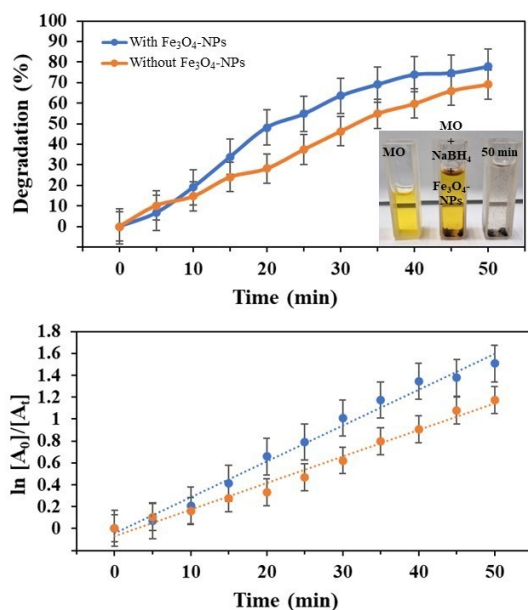 100
90
80
70
60
50
40
30
20
10
0
Degradation (%)
With Fe₃O₄-NPs
Without Fe₃O₄-NPs
MO
MO
+
NaBH₄
Fe₃O₄-
NPs
50 min
0 10 20 30 40 50
Time (min)
1.8
1.6
1.4
1.2
1
0.8
0.6
0.4
0.2
0
ln [A₀]/[Aₜ]
0 10 20 30 40 50
Time (min)